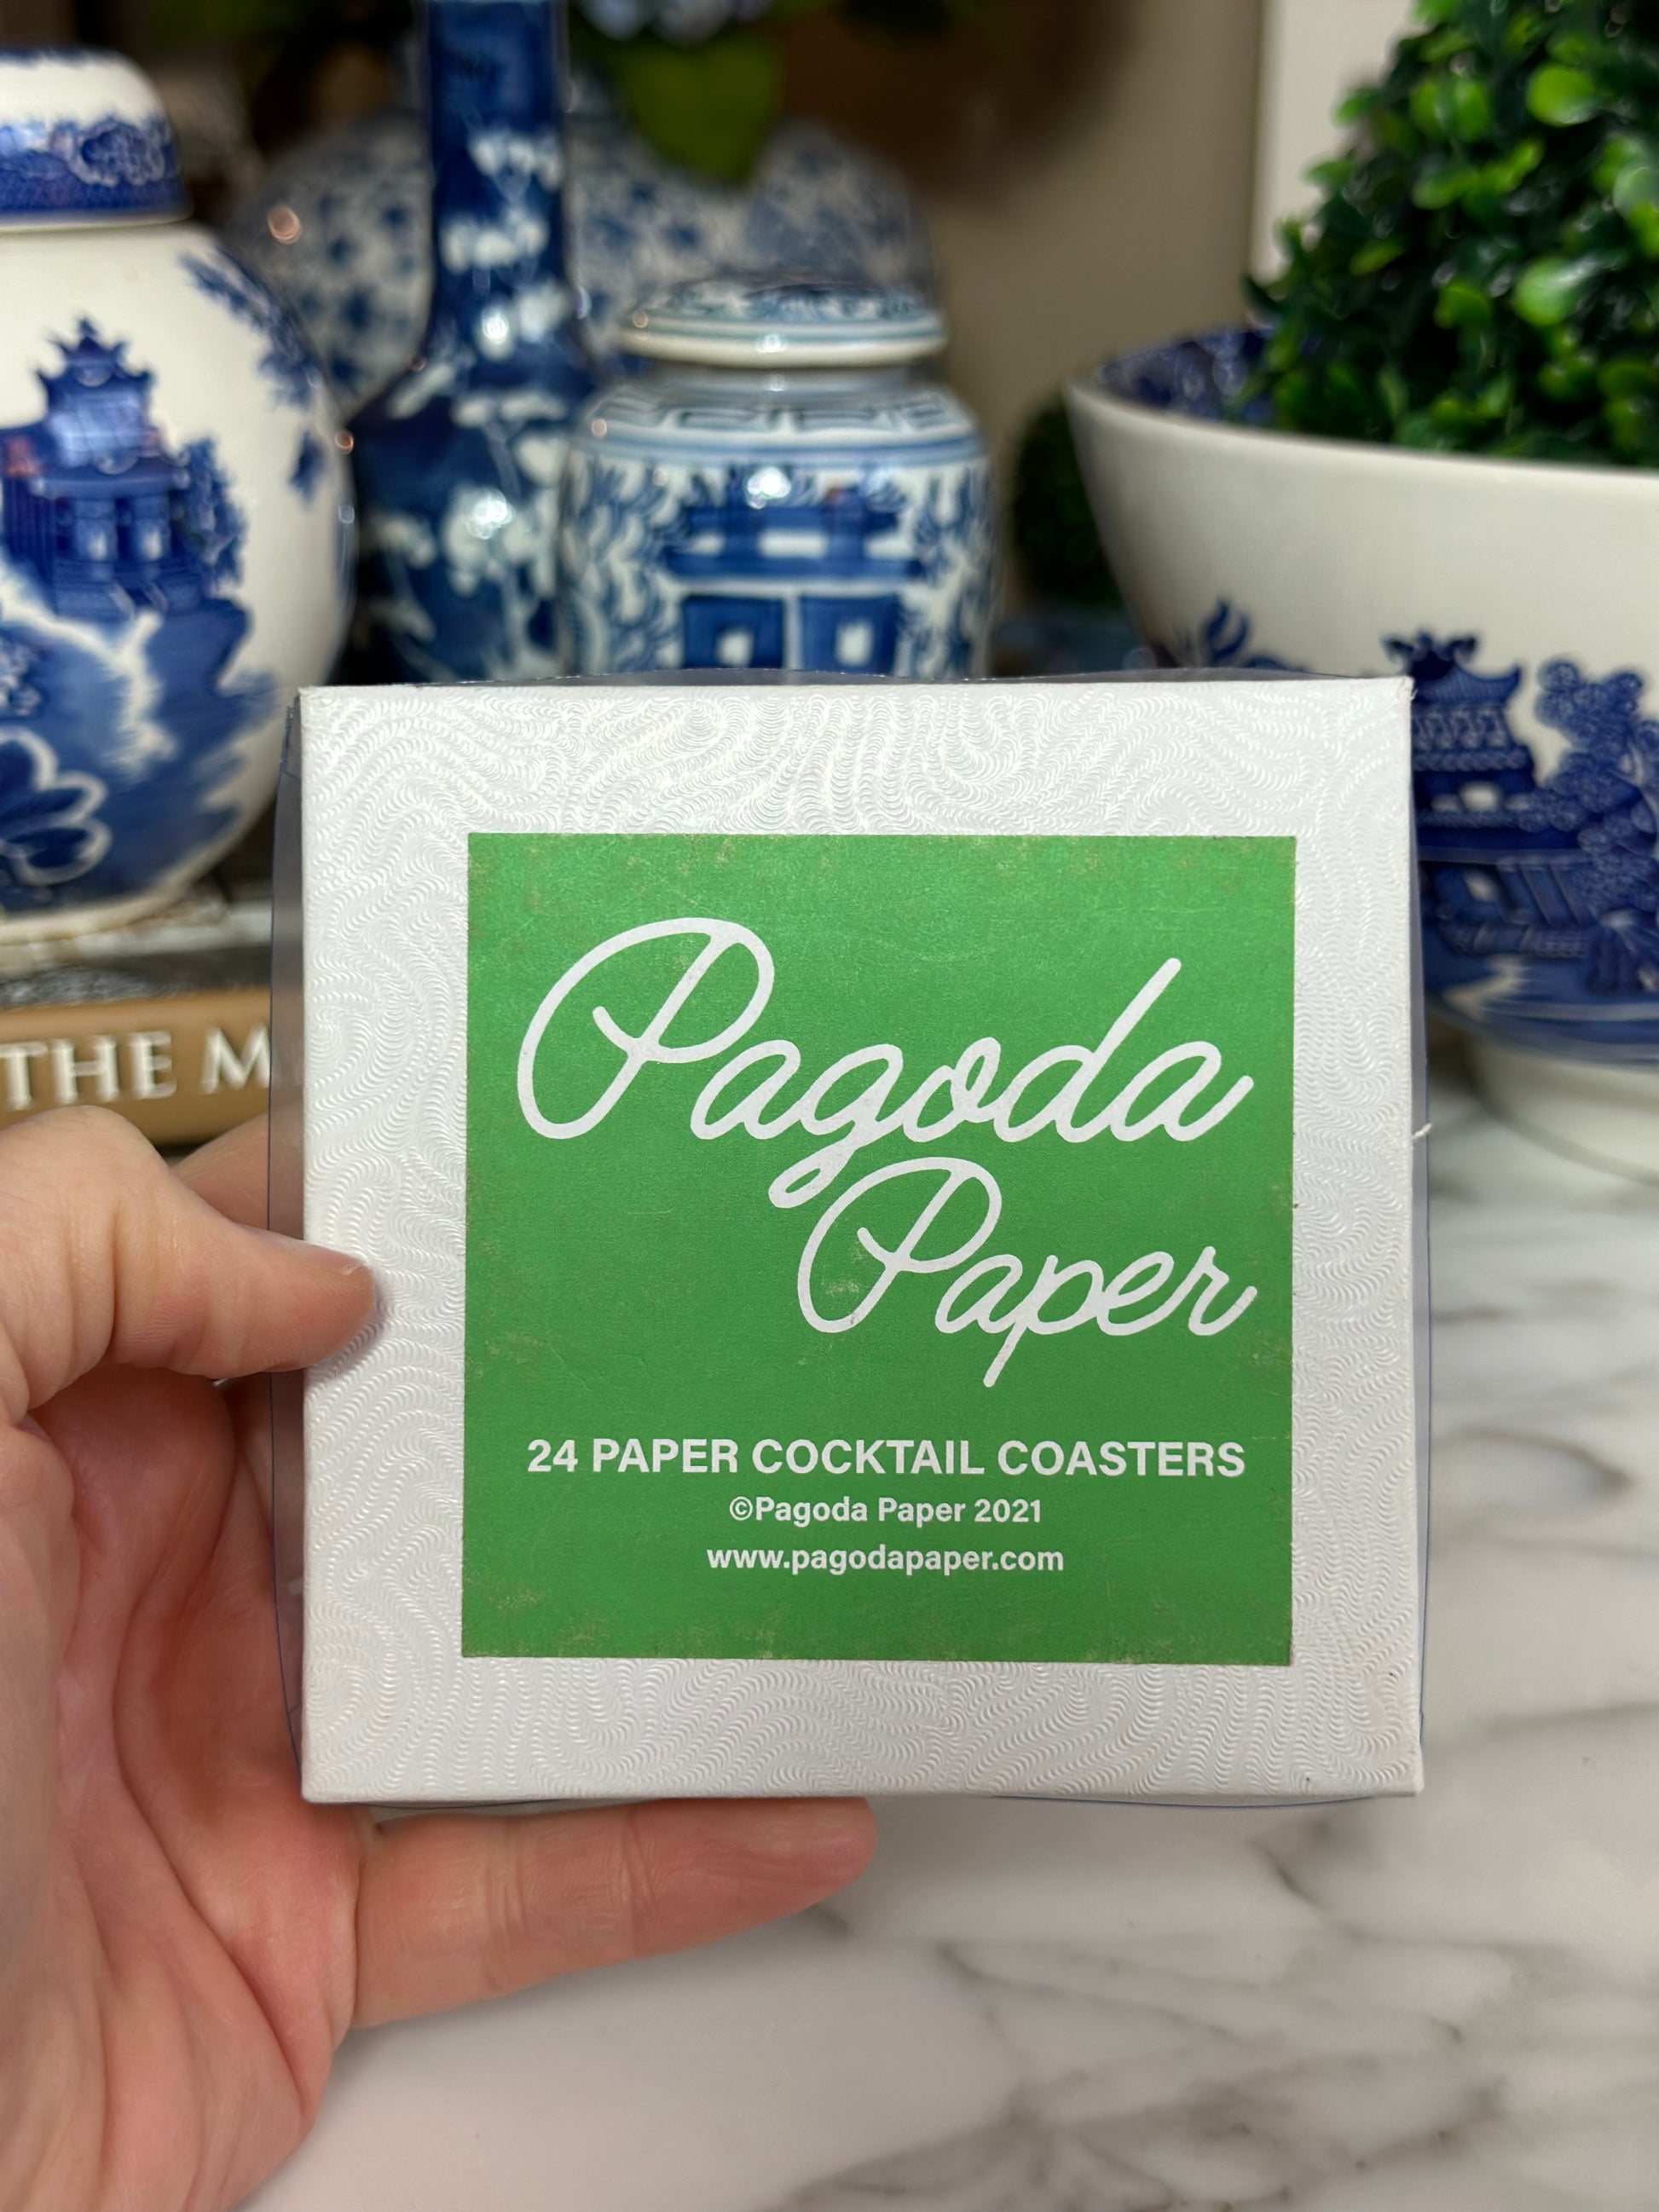 THE M
Pagoda
Paper
24 PAPER COCKTAIL COASTERS
©Pagoda Paper 2021
www.pagodapaper.com